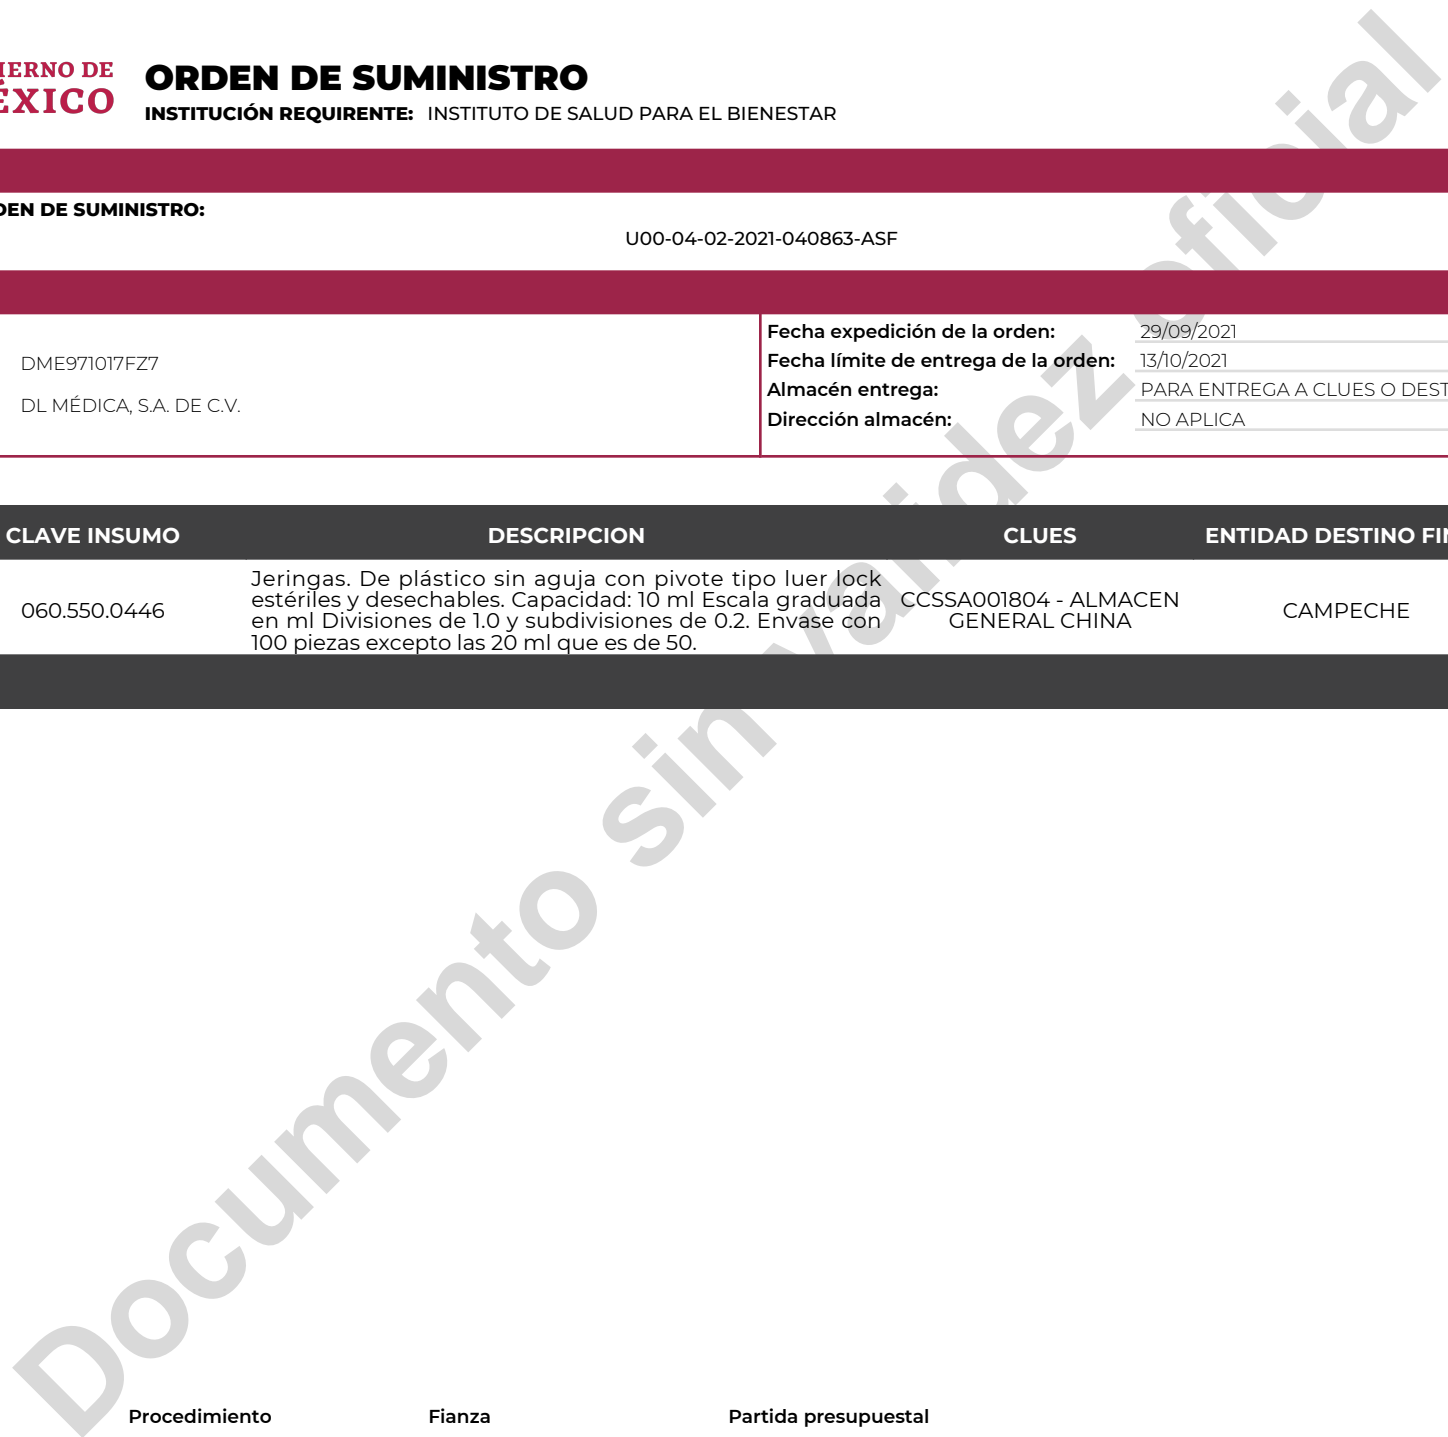 IERNO DE
ÉXICO
ORDEN DE SUMINISTRO
INSTITUCIÓN REQUIRENTE: INSTITUTO DE SALUD PARA EL BIENESTAR
DEN DE SUMINISTRO:
U00-04-02-2021-040863-ASF
DME971017FZ7
DL MÉDICA, S.A. DE C.V.
Fecha expedición de la orden: 29/09/2021
Fecha límite de entrega de la orden: 13/10/2021
Almacén entrega: PARA ENTREGA A CLUES O DEST
Dirección almacén: NO APLICA
CLAVE INSUMO DESCRIPCION CLUES ENTIDAD DESTINO FIN
060.550.0446
Jeringas. De plástico sin aguja con pivote tipo luer lock
estériles y desechables. Capacidad: 10 ml Escala graduada
en ml Divisiones de 1.0 y subdivisiones de 0.2. Envase con
100 piezas excepto las 20 ml que es de 50.
CCSSA001804 - ALMACEN
GENERAL CHINA
CAMPECHE
Documento sin validez oficial
Procedimiento Fianza Partida presupuestal